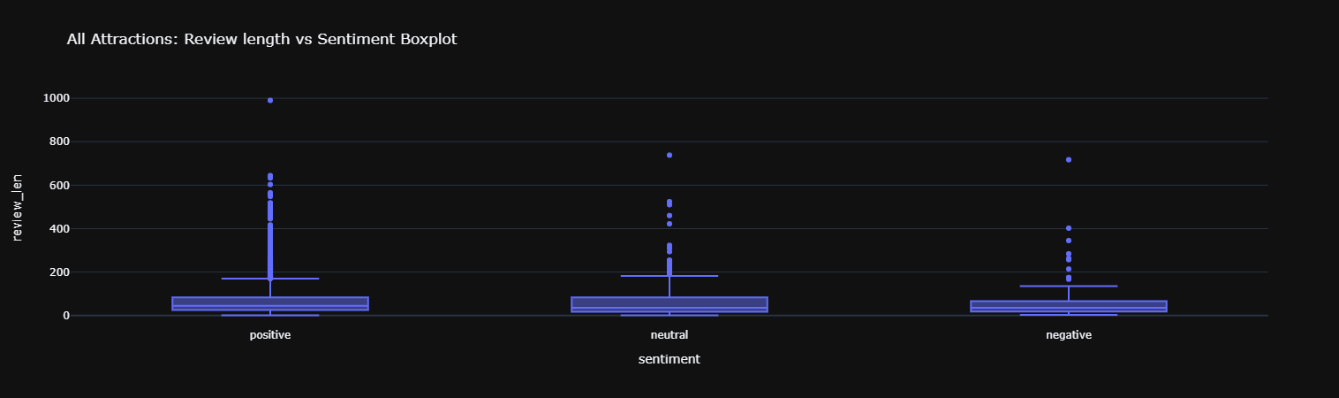 All Attractions: Review length vs Sentiment Boxplot
1000
800
600
400
200
0
review_len
positive
neutral
negative
sentiment